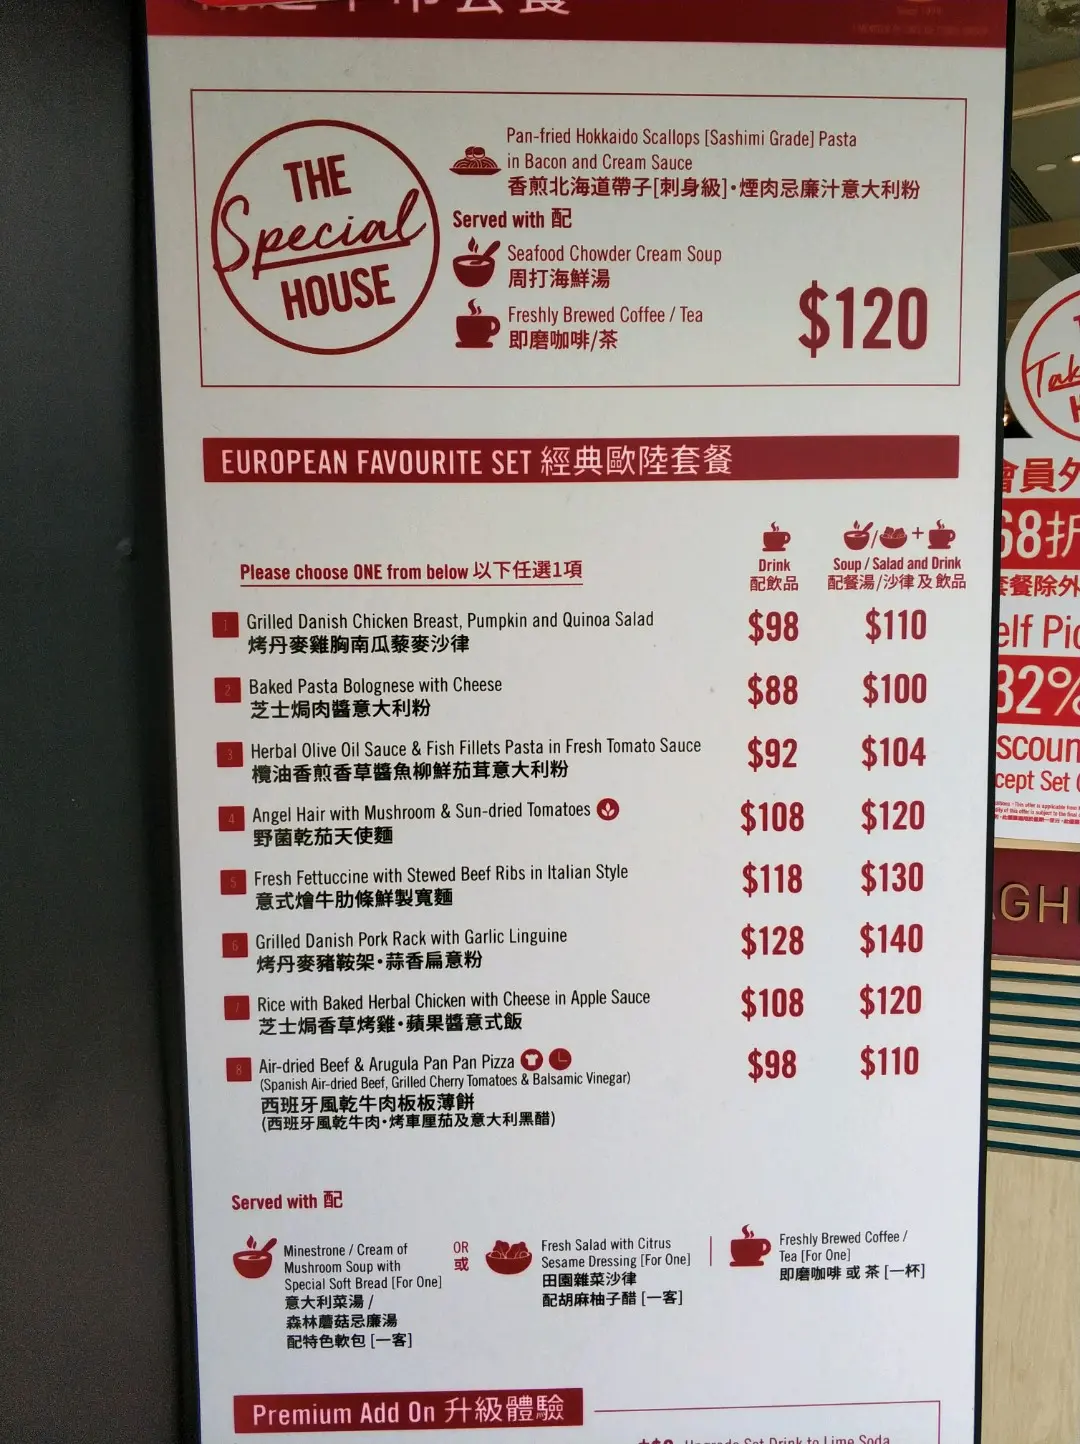 THE
Special
HOUSE
Pan-fried Hokkaido Scallops [Sashimi Grade] Pasta
in Bacon and Cream Sauce
香煎北海道帶子[刺身級]•煙肉忌廉汁意大利粉
Served with 配
Seafood Chowder Cream Soup
周打海鮮湯
Freshly Brewed Coffee / Tea
即磨咖啡/茶
$120
EUROPEAN FAVOURITE SET 經典歐陸套餐
Please choose ONE from below 以下任選1項
Drink
配飲品
Soup / Salad and Drink
配餐湯/沙律及飲品
1 Grilled Danish Chicken Breast, Pumpkin and Quinoa Salad $98 $110
烤丹麥雞胸南瓜藜麥沙律
2 Baked Pasta Bolognese with Cheese $88 $100
芝士焗肉醬意大利粉
3 Herbal Olive Oil Sauce & Fish Fillets Pasta in Fresh Tomato Sauce $92 $104
欖油香煎香草醬魚柳鮮茄茸意大利粉
4 Angel Hair with Mushroom & Sun-dried Tomatoes $108 $120
野菌乾茄天使麵
5 Fresh Fettuccine with Stewed Beef Ribs in Italian Style $118 $130
意式燴牛肋條鮮製寬麵
6 Grilled Danish Pork Rack with Garlic Linguine $128 $140
烤丹麥豬鞍架•蒜香扁意粉
7 Rice with Baked Herbal Chicken with Cheese in Apple Sauce $108 $120
芝士焗香草烤雞•蘋果醬意式飯
8 Air-dried Beef & Arugula Pan Pan Pizza $98 $110
(Spanish Air-dried Beef, Grilled Cherry Tomatoes & Balsamic Vinegar)
西班牙風乾牛肉板板薄餅
(西班牙風乾牛肉•烤車厘茄及意大利黑醋)
Served with 配
Minestrone / Cream of
Mushroom Soup with
Special Soft Bread [For One]
意大利菜湯 /
森林蘑菇忌廉湯
配特色軟包 [一客]
OR
或
Fresh Salad with Citrus
Sesame Dressing [For One]
田園雜菜沙律
配胡麻柚子醋 [一客]
Freshly Brewed Coffee /
Tea [For One]
即磨咖啡 或 茶 [一杯]
Premium Add On 升級體驗
Upgrade Set Drink to Lime Soda
會員外
68折
套餐除外
elf Pic
32%
scoun
cept Set
GH